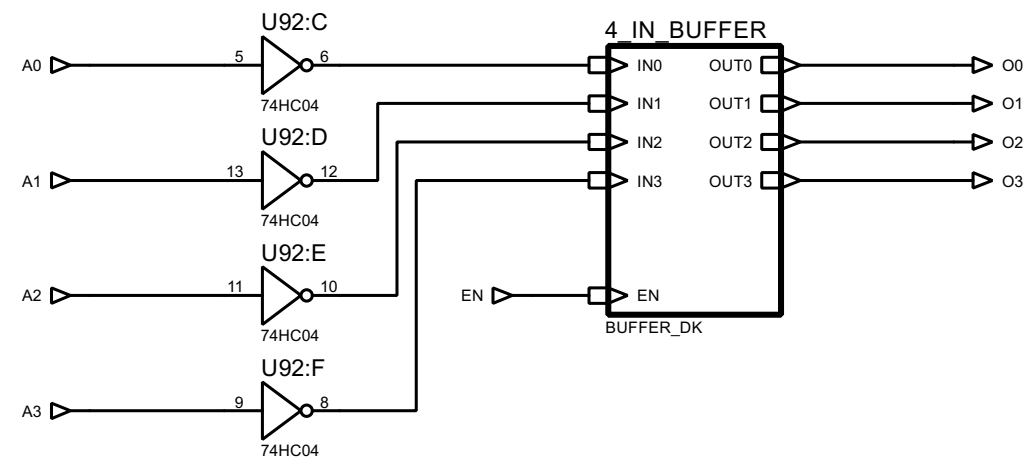 U92:C
4_IN_BUFFER
A0 5 6 IN0 OUT0 O0
74HC04
IN1 OUT1 O1
U92:D
IN2 OUT2 O2
A1 13 12 IN3 OUT3 O3
74HC04
U92:E
A2 11 10 EN EN
BUFFER_DK
74HC04
U92:F
A3 9 8
74HC04